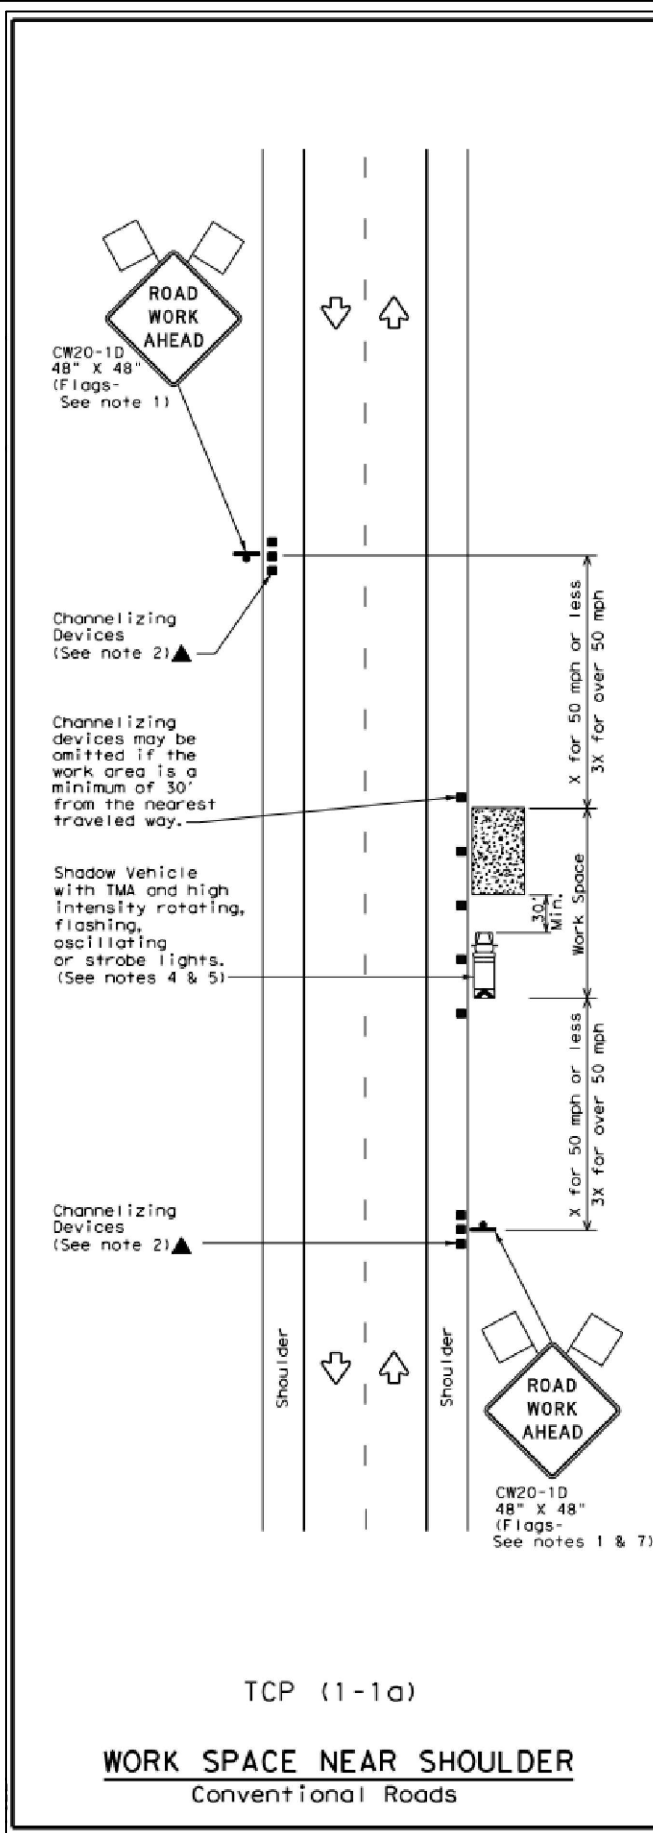 ROAD
WORK
AHEAD
CW20-1D
48" X 48"
(Flags-
See note 1)
Channelizing
Devices
(See note 2)▲
X for 50 mph or less
3X for over 50 mph
Channelizing
devices may be
omitted if the
work area is a
minimum of 30'
from the nearest
traveled way.
Shadow Vehicle
with TMA and high
intensity rotating,
flashing,
oscillating
or strobe lights.
(See notes 4 & 5)
30'
Min.
Work Space
X for 50 mph or less
3X for over 50 mph
Channelizing
Devices
(See note 2)▲
Shoulder
Shoulder
ROAD
WORK
AHEAD
CW20-1D
48" X 48"
(Flags-
See notes 1 & 7)
TCP (1-1a)
WORK SPACE NEAR SHOULDER
Conventional Roads